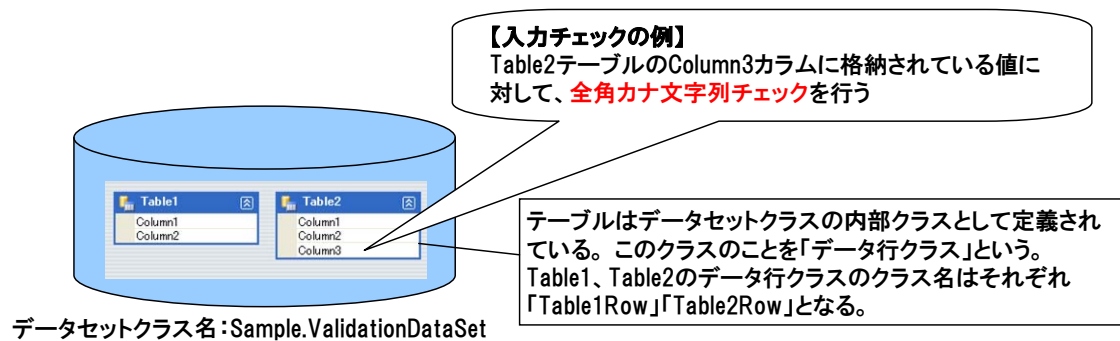 【入力チェックの例】
Table2テーブルのColumn3カラムに格納されている値に
対して、全角カナ文字列チェックを行う
Table1
Column1
Column2
Table2
Column1
Column2
Column3
テーブルはデータセットクラスの内部クラスとして定義され
ている。このクラスのことを「データ行クラス」という。
Table1、Table2のデータ行クラスのクラス名はそれぞれ
「Table1Row」「Table2Row」となる。
データセットクラス名：Sample.ValidationDataSet